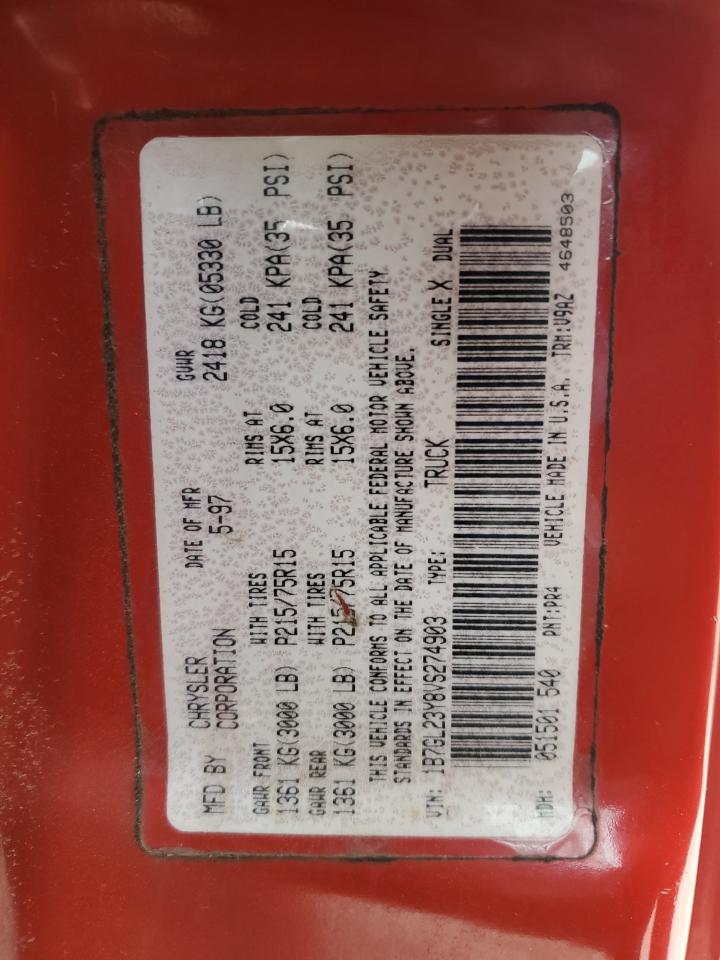 MFD BY CHRYSLER CORPORATION DATE OF MFR 5-97 GVWR 2418 KG(05330 LB)
GAWR FRONT WITH TIRES RIMS AT COLD
1361 KG(3000 LB) P215/75R15 15X6.0 241 KPA(35 PSI)
GAWR REAR WITH TIRES RIMS AT COLD
1361 KG(3000 LB) P215/75R15 15X6.0 241 KPA(35 PSI)
THIS VEHICLE CONFORMS TO ALL APPLICABLE FEDERAL MOTOR VEHICLE SAFETY
STANDARDS IN EFFECT ON THE DATE OF MANUFACTURE SHOWN ABOVE.
VIN: 1B7GL23Y8VS274903 TYPE: TRUCK SINGLE X DUAL
MDH: 051501 540 PNT:PR4 VEHICLE MADE IN U.S.A. TRM:V9AZ 4648503